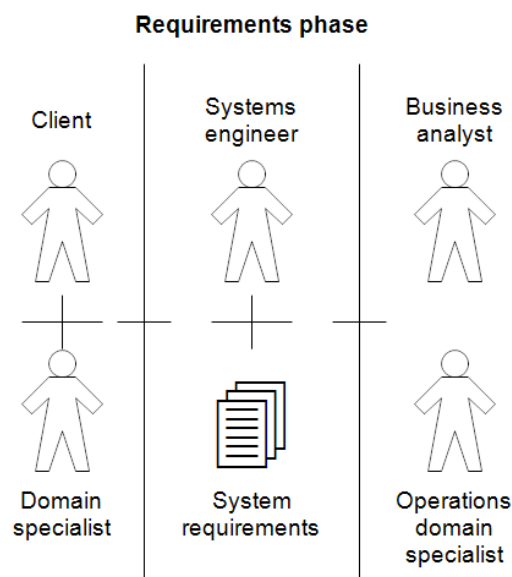 Requirements phase
Client
Systems
engineer
Business
analyst
Domain
specialist
System
requirements
Operations
domain
specialist